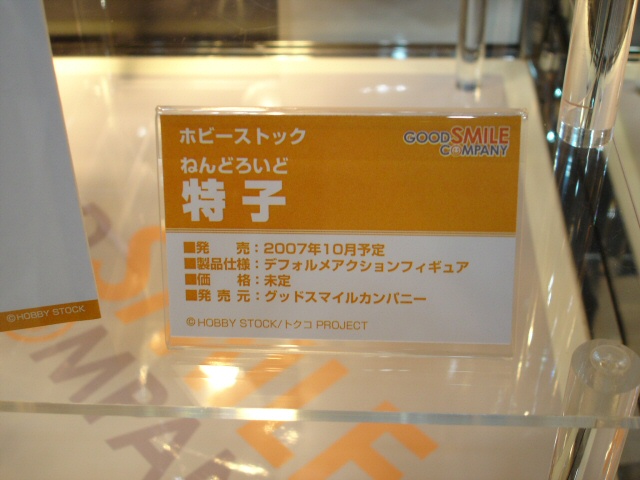 ホビーストック
GOOD SMILE COMPANY
ねんどろいど
特子
■発　売：2007年10月予定
■製品仕様：デフォルメアクションフィギュア
■価　格：未定
■発売元：グッドスマイルカンパニー
©HOBBY STOCK/トクコ PROJECT
©HOBBY STOCK
SMILE
OMPA